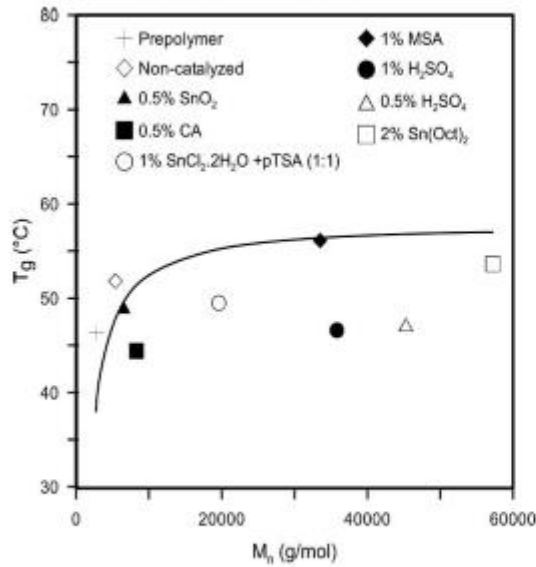 80
70
60
50
40
30
Tg (°C)
Prepolymer
Non-catalyzed
0.5% SnO₂
0.5% CA
1% SnCl₂.2H₂O +pTSA (1:1)
1% MSA
1% H₂SO₄
0.5% H₂SO₄
2% Sn(Oct)₂
0 20000 40000 60000
Mₙ (g/mol)